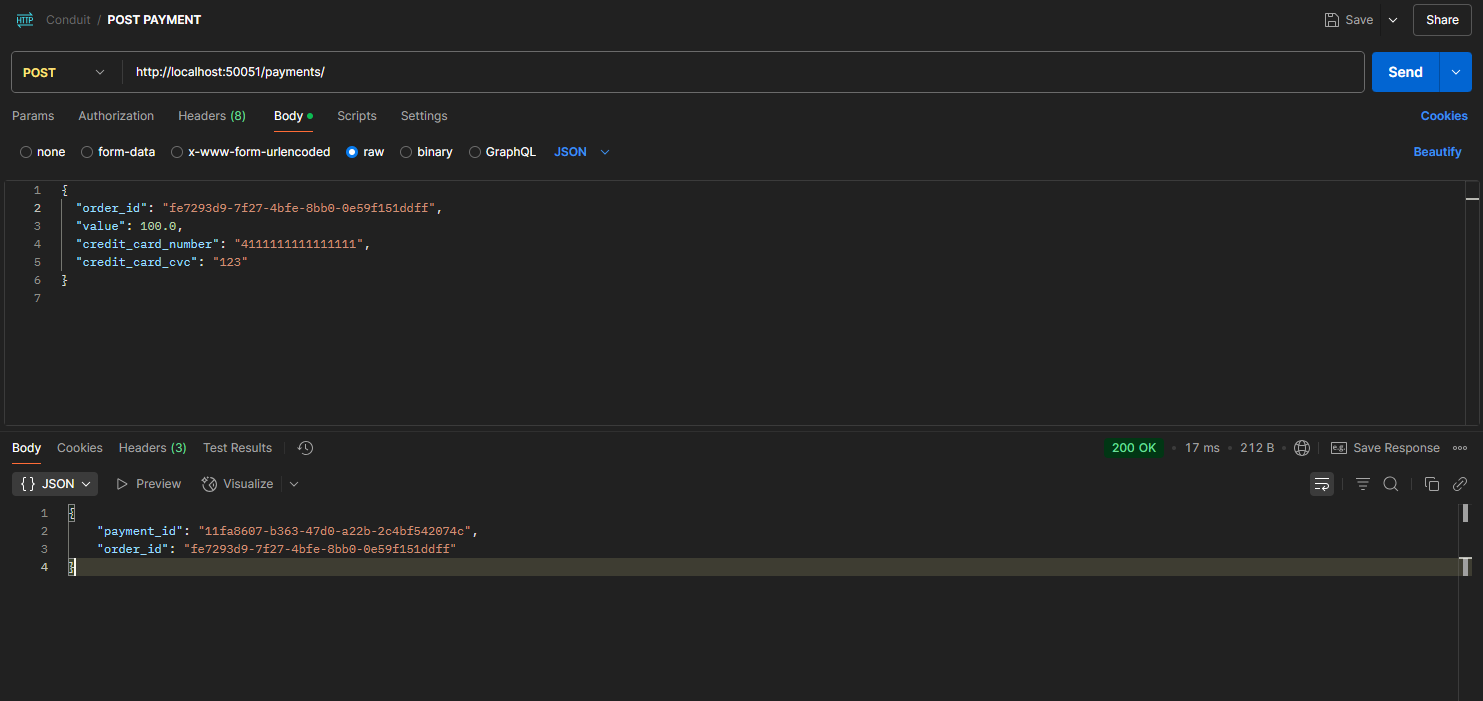 HTTP Conduit / POST PAYMENT Save Share
POST http://localhost:50051/payments/ Send
Params Authorization Headers (8) Body Scripts Settings Cookies
none form-data x-www-form-urlencoded raw binary GraphQL JSON Beautify
1 {
2 "order_id": "fe7293d9-7f27-4bfe-8bb0-0e59f151ddff",
3 "value": 100.0,
4 "credit_card_number": "4111111111111111",
5 "credit_card_cvc": "123"
6 }
7
Body Cookies Headers (3) Test Results 200 OK • 17 ms • 212 B • e.g. Save Response
{} JSON Preview Visualize
1 {
2 "payment_id": "11fa8607-b363-47d0-a22b-2c4bf542074c",
3 "order_id": "fe7293d9-7f27-4bfe-8bb0-0e59f151ddff"
4 }